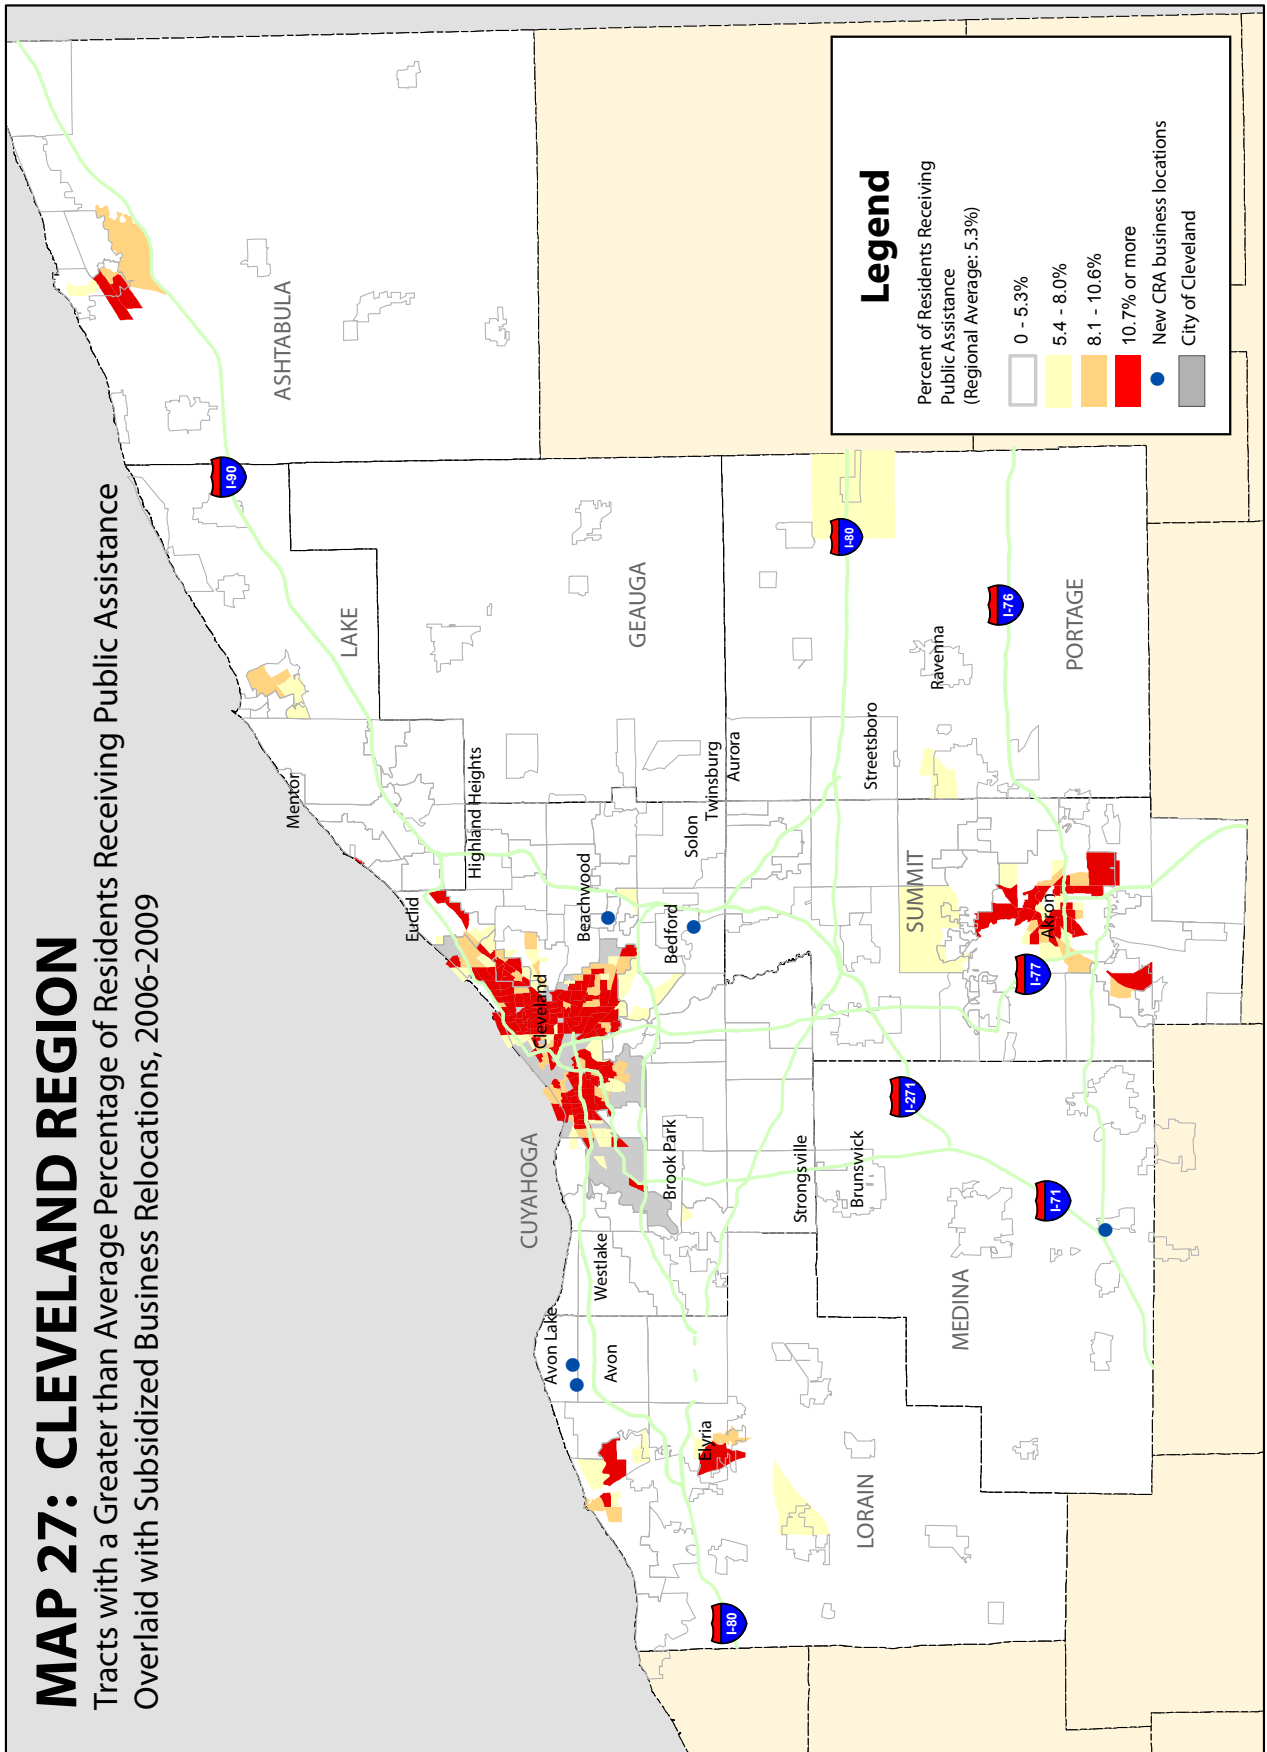 MAP 27: CLEVELAND REGION
Tracts with a Greater than Average Percentage of Residents Receiving Public Assistance
Overlaid with Subsidized Business Relocations, 2006-2009
ASHTABULA
I-90
LAKE
Mentor
GEAUGA
Highland Heights
Euclid
Beachwood
Solon
Twinsburg
Aurora
Bedford
Cleveland
CUYAHOGA
Brook Park
Westlake
Avon Lake
Avon
Strongsville
Brunswick
Elyria
LORAIN
I-80
MEDINA
I-71
I-271
SUMMIT
Akron
I-77
Streetsboro
Ravenna
I-80
I-76
PORTAGE
Legend
Percent of Residents Receiving
Public Assistance
(Regional Average: 5.3%)
0 - 5.3%
5.4 - 8.0%
8.1 - 10.6%
10.7% or more
New CRA business locations
City of Cleveland